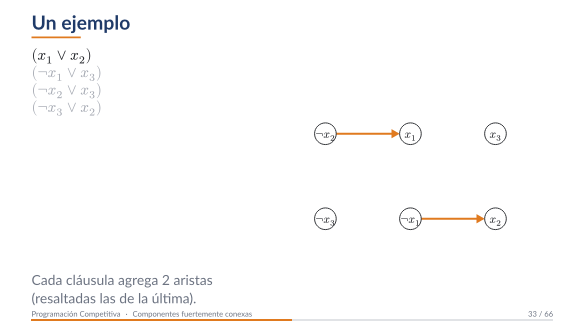 Un ejemplo
(x₁ ∨ x₂)
(¬x₁ ∨ x₃)
(¬x₂ ∨ x₃)
(¬x₃ ∨ x₂)
¬x₂ x₁ x₃
¬x₃ ¬x₁ x₂
Cada cláusula agrega 2 aristas
(resaltadas las de la última).
Programación Competitiva · Componentes fuertemente conexas 33 / 66